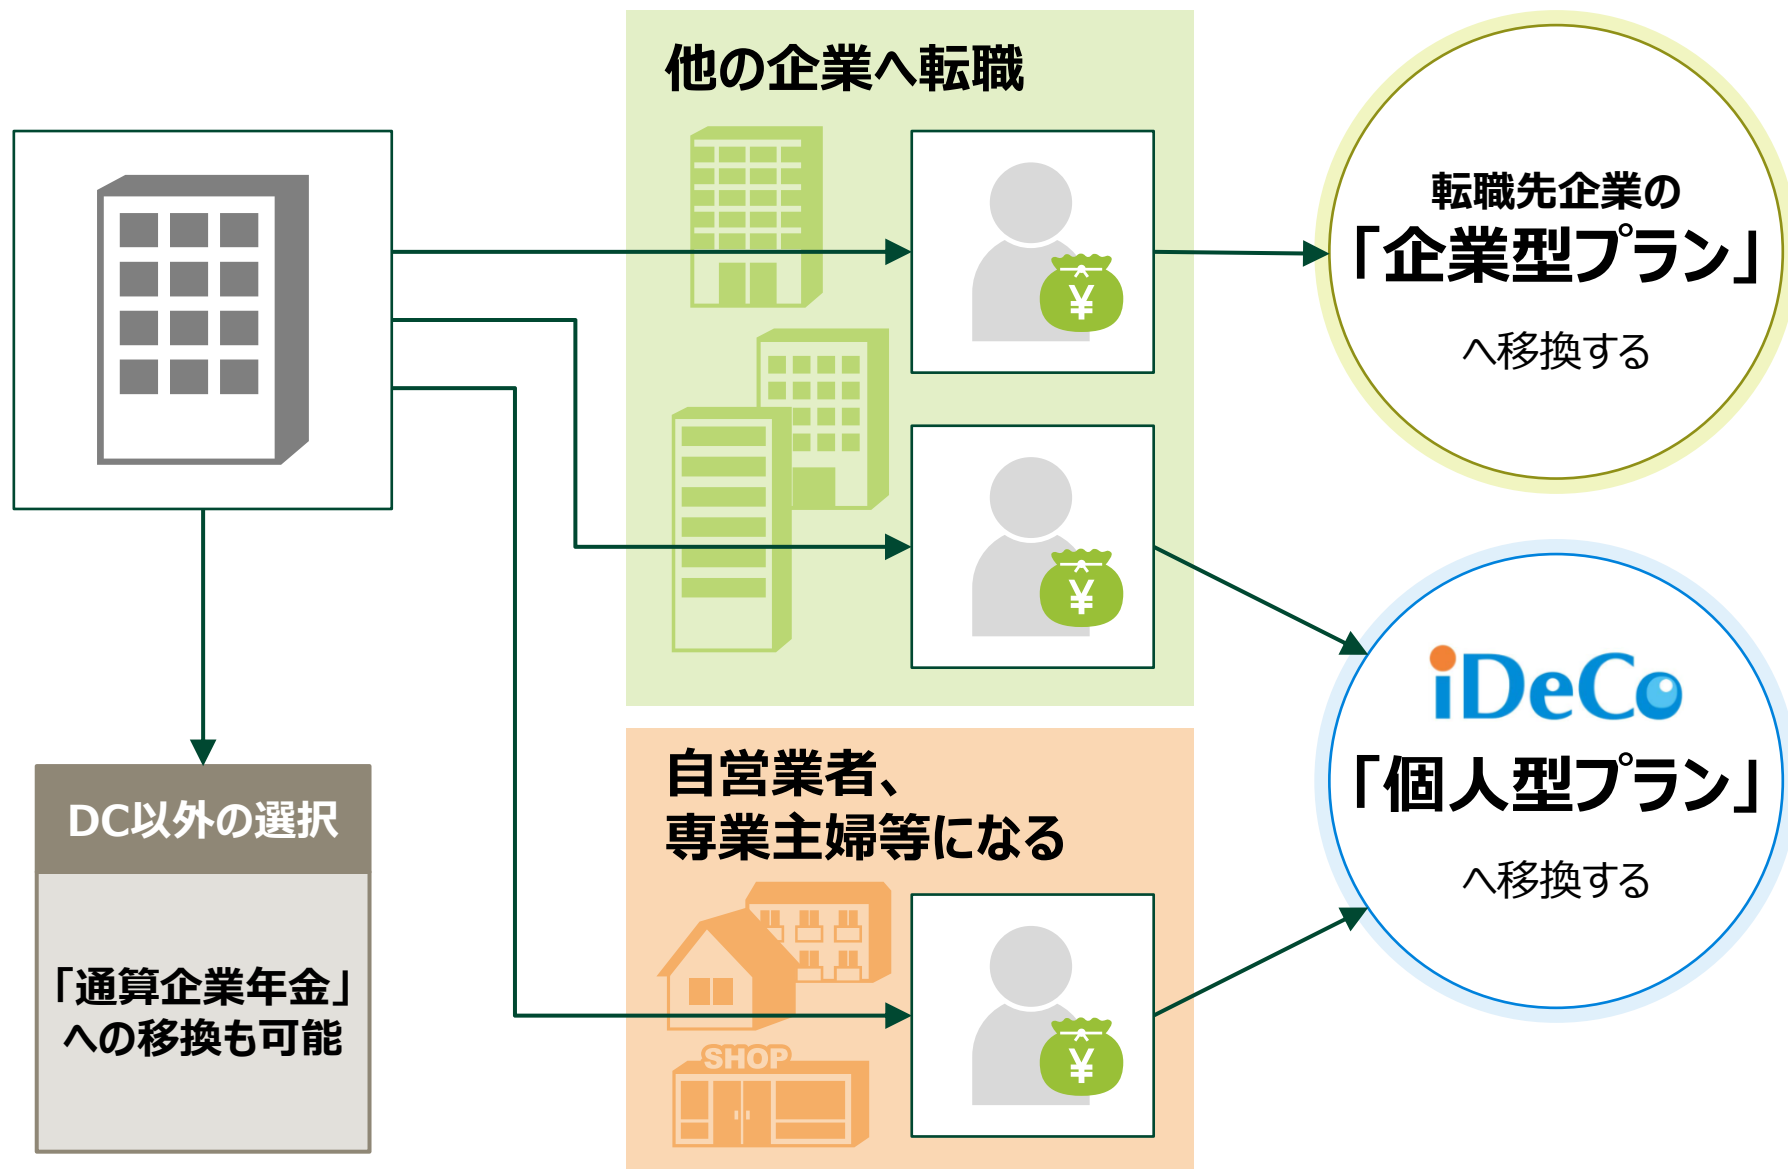 他の企業へ転職
転職先企業の
「企業型プラン」
へ移換する
¥
¥
iDeCo
「個人型プラン」
へ移換する
自営業者、
専業主婦等になる
SHOP
¥
DC以外の選択
「通算企業年金」
への移換も可能